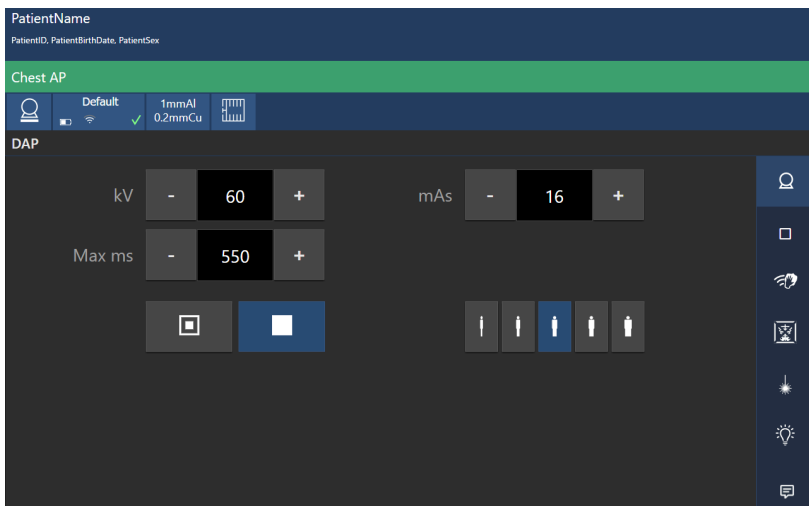 PatientName
PatientID, PatientBirthDate, PatientSex
Chest AP
Default
1mmAl
0.2mmCu
DAP
kV - 60 + mAs - 16 +
Max ms - 550 +